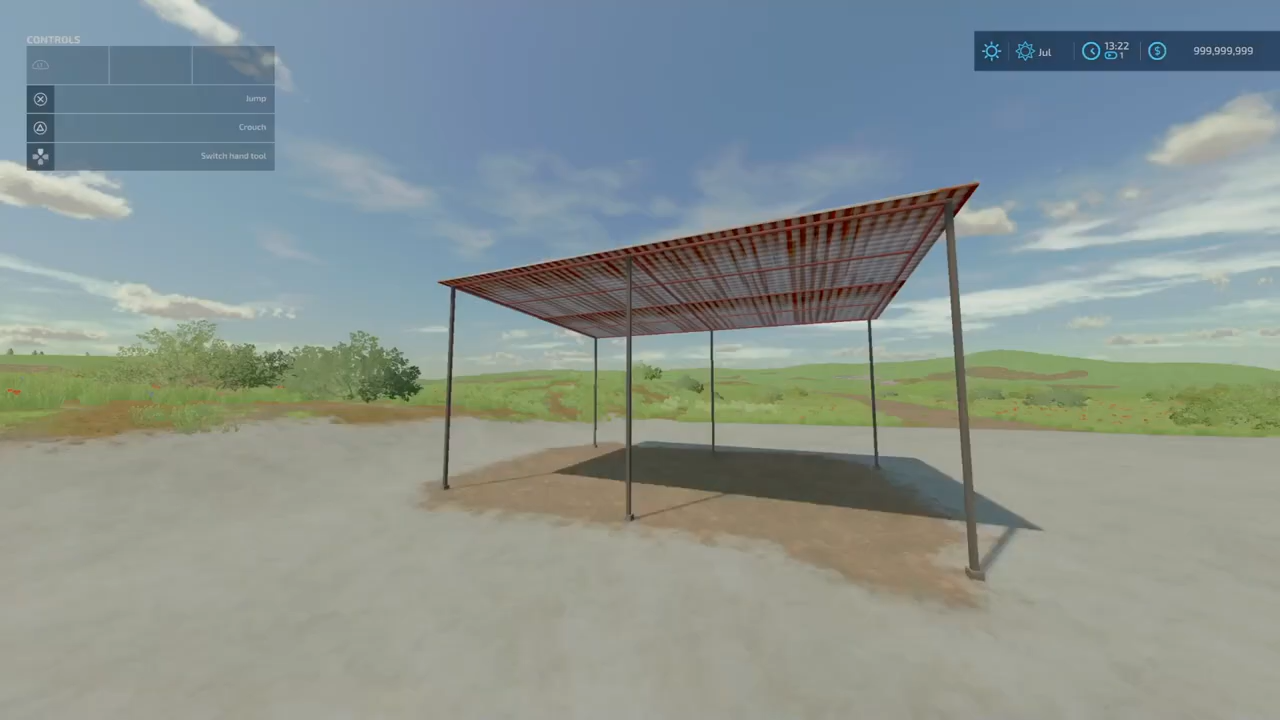 CONTROLS
Jump
Crouch
Switch hand tool
Jul
13:22
1
$
999,999,999